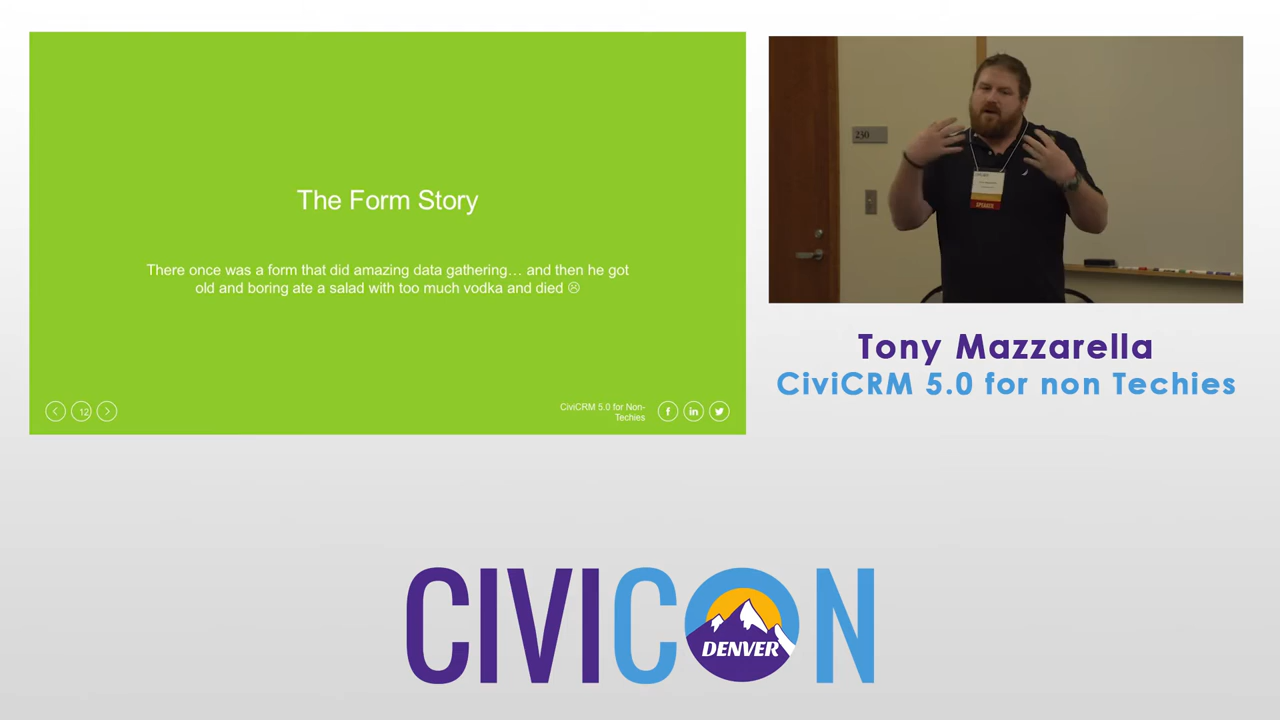 The Form Story
There once was a form that did amazing data gathering… and then he got
old and boring ate a salad with too much vodka and died ☹
12
CiviCRM 5.0 for Non-
Techies
230
SPEAKER
Tony Mazzarella
CiviCRM 5.0 for non Techies
CIVICON
DENVER